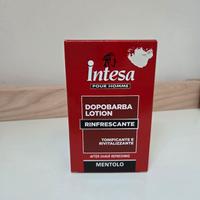 intesa
POUR HOMME
DOPOBARBA
LOTION
RINFRESCANTE
TONIFICANTE E
RIVITALIZZANTE
AFTER SHAVE REFRESHING
MENTOLO